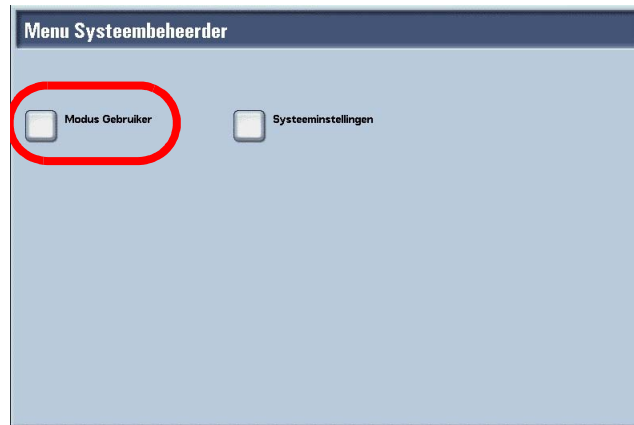 Menu Systeembeheerder
Modus Gebruiker
Systeeminstellingen